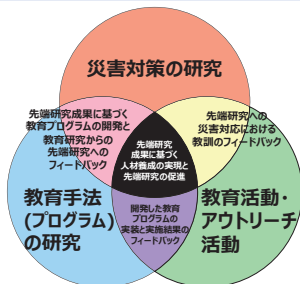 災害対策の研究
先端研究成果に基づく
教育プログラムの開発と
教育研究からの
先端研究への
フィードバック
先端研究への
災害対応における
教訓のフィードバック
先端研究
成果に基づく
人材養成の実現と
先端研究の促進
教育手法
(プログラム)
の研究
教育活動・
アウトリーチ
活動
開発した教育
プログラムの
実装と実施結果の
フィードバック